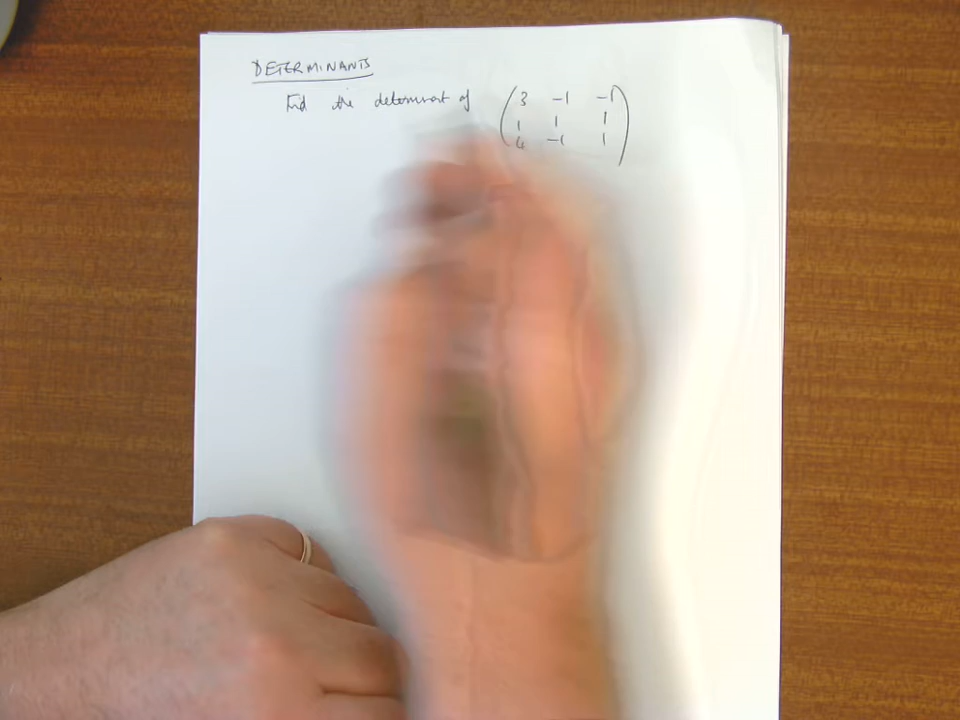 DETERMINANTS
Find the determinant of
3 -1 -1
1 1 1
4 -1 1